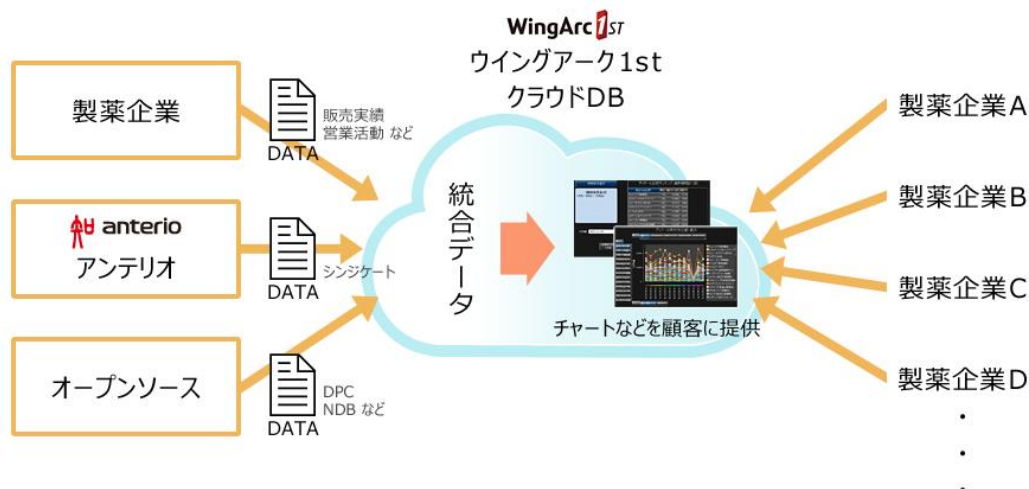 WingArc1ST
ウイングアーク1st
クラウドDB
製薬企業
DATA
販売実績
営業活動 など
anterio
アンテリオ
DATA
シンジケート
オープンソース
DATA
DPC
NDB など
統合データ
チャートなどを顧客に提供
製薬企業A
製薬企業B
製薬企業C
製薬企業D
・
・
・